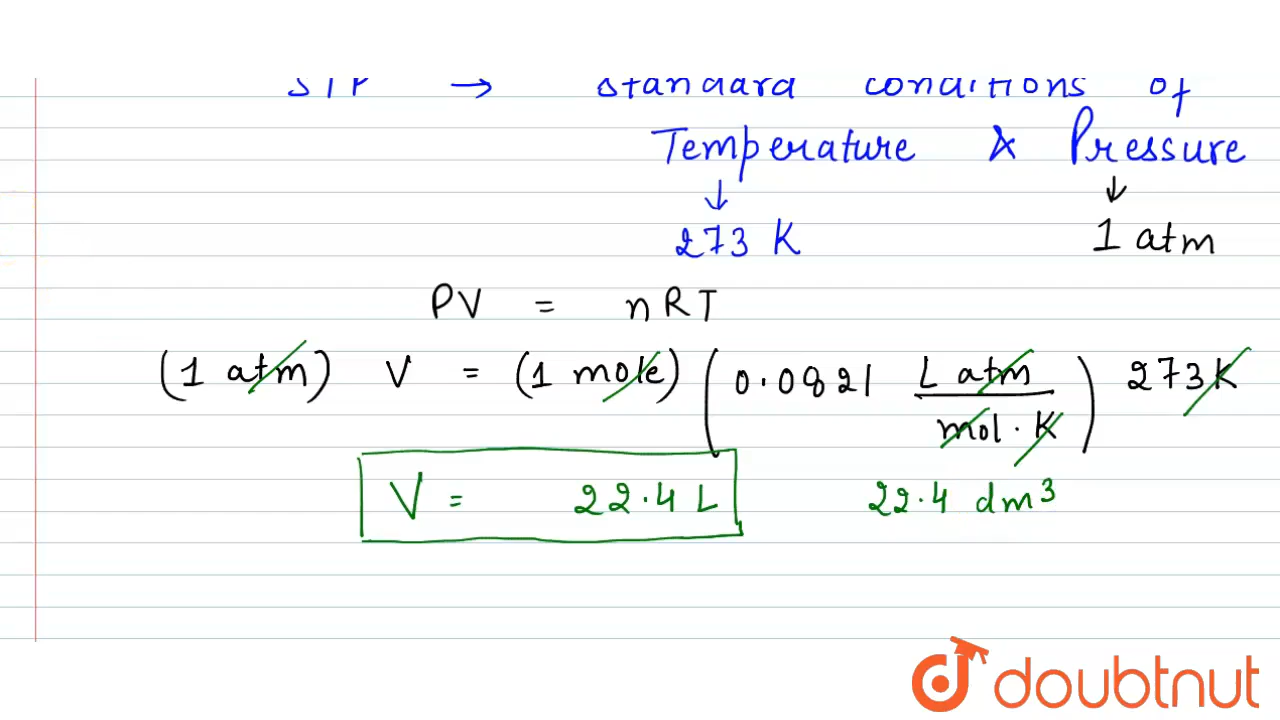 STP → standard conditions of
Temperature & Pressure
↓ ↓
273 K 1 atm
PV = nRT
(1 atm) V = (1 mole) (0.0821 L atm / mol . K) 273 K
V = 22.4 L 22.4 dm³
doubtnut